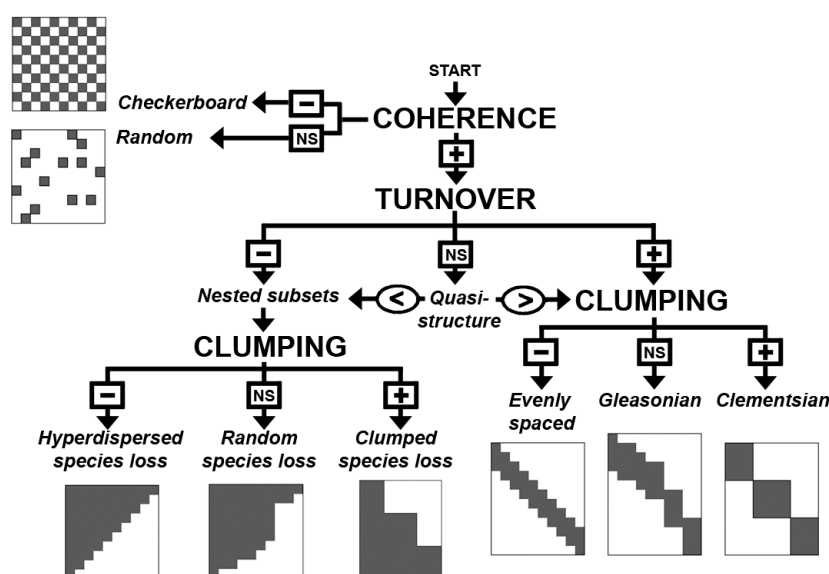 START
Checkerboard
−
COHERENCE
Random
NS
+
TURNOVER
−
NS
+
Nested subsets
<
Quasi-
structure
>
CLUMPING
CLUMPING
−
NS
+
−
NS
+
Evenly
spaced
Gleasonian
Clementsian
Hyperdispersed
species loss
Random
species loss
Clumped
species loss